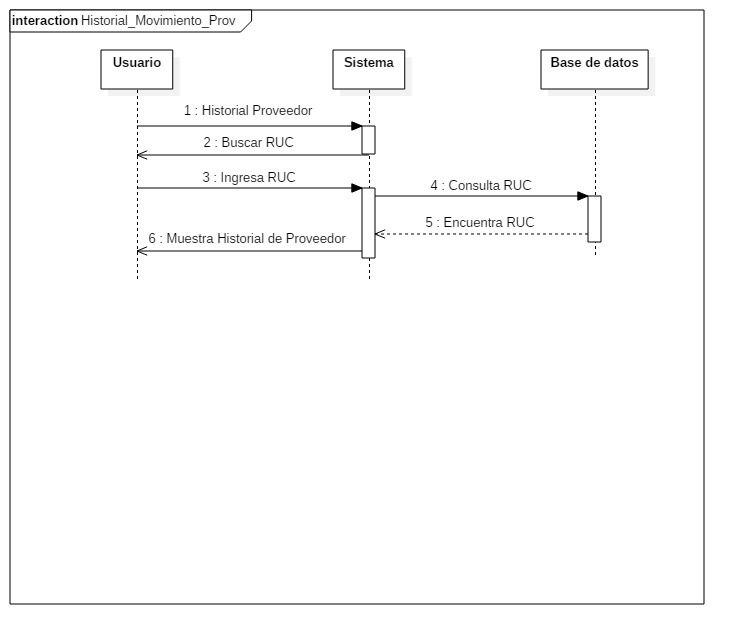 interaction Historial_Movimiento_Prov
Usuario
Sistema
Base de datos
1 : Historial Proveedor
2 : Buscar RUC
3 : Ingresa RUC
4 : Consulta RUC
5 : Encuentra RUC
6 : Muestra Historial de Proveedor